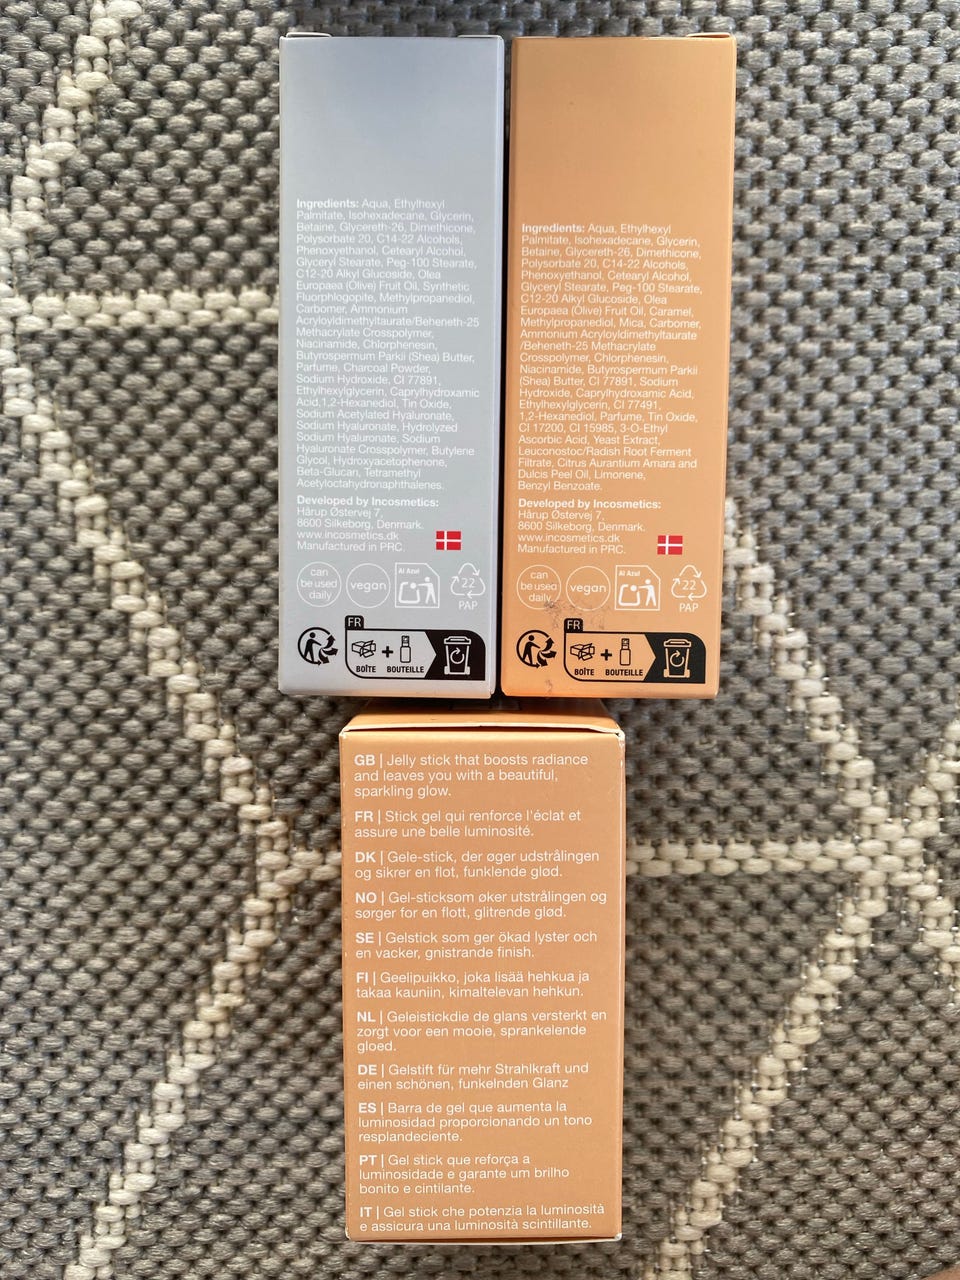 Ingredients: Aqua, Ethylhexyl
Palmitate, Isohexadecane, Glycerin,
Betaine, Glycereth-26, Dimethicone,
Polysorbate 20, C14-22 Alcohols,
Phenoxyethanol, Cetearyl Alcohol,
Glyceryl Stearate, Peg-100 Stearate,
C12-20 Alkyl Glucoside, Olea
Europaea (Olive) Fruit Oil, Synthetic
Fluorphlogopite, Methylpropanediol,
Carbomer, Ammonium
Acryloyldimethyltaurate/Beheneth-25
Methacrylate Crosspolymer,
Niacinamide, Chlorphenesin,
Butyrospermum Parkii (Shea) Butter,
Parfume, Charcoal Powder,
Sodium Hydroxide, CI 77891,
Ethylhexylglycerin, Caprylhydroxamic
Acid,1,2-Hexanediol, Tin Oxide,
Sodium Acetylated Hyaluronate,
Sodium Hyaluronate, Hydrolyzed
Sodium Hyaluronate, Sodium
Hyaluronate Crosspolymer, Butylene
Glycol, Hydroxyacetophenone,
Beta-Glucan, Tetramethyl
Acetyloctahydronaphthalenes.
Developed by Incosmetics:
Hårup Østervej 7,
8600 Silkeborg, Denmark.
www.incosmetics.dk
Manufactured in PRC.
can
be used
daily
vegan
Al Azul
22
PAP
FR
BOÎTE + BOUTEILLE
Ingredients: Aqua, Ethylhexyl
Palmitate, Isohexadecane, Glycerin,
Betaine, Glycereth-26, Dimethicone,
Polysorbate 20, C14-22 Alcohols,
Phenoxyethanol, Cetearyl Alcohol,
Glyceryl Stearate, Peg-100 Stearate,
C12-20 Alkyl Glucoside, Olea
Europaea (Olive) Fruit Oil, Caramel,
Methylpropanediol, Mica, Carbomer,
Ammonium Acryloyldimethyltaurate
/Beheneth-25 Methacrylate
Crosspolymer, Chlorphenesin,
Niacinamide, Butyrospermum Parkii
(Shea) Butter, CI 77891, Sodium
Hydroxide, Caprylhydroxamic Acid,
Ethylhexylglycerin, CI 77491,
1,2-Hexanediol, Parfume, Tin Oxide,
CI 17200, CI 15985, 3-O-Ethyl
Ascorbic Acid, Yeast Extract,
Leuconostoc/Radish Root Ferment
Filtrate, Citrus Aurantium Amara and
Dulcis Peel Oil, Limonene,
Benzyl Benzoate.
Developed by Incosmetics:
Hårup Østervej 7,
8600 Silkeborg, Denmark.
www.incosmetics.dk
Manufactured in PRC.
can
be used
daily
vegan
Al Azul
22
PAP
FR
BOÎTE + BOUTEILLE
GB | Jelly stick that boosts radiance
and leaves you with a beautiful,
sparkling glow.
FR | Stick gel qui renforce l'éclat et
assure une belle luminosité.
DK | Gele-stick, der øger udstrålingen
og sikrer en flot, funklende glød.
NO | Gel-sticksom øker utstrålingen og
sørger for en flott, glitrende glød.
SE | Gelstick som ger ökad lyster och
en vacker, gnistrande finish.
FI | Geelipuikko, joka lisää hehkua ja
takaa kauniin, kimaltelevan hehkun.
NL | Geleistickdie de glans versterkt en
zorgt voor een mooie, sprankelende
gloed.
DE | Gelstift für mehr Strahlkraft und
einen schönen, funkelnden Glanz
ES | Barra de gel que aumenta la
luminosidad proporcionando un tono
resplandeciente.
PT | Gel stick que reforça a
luminosidade e garante um brilho
bonito e cintilante.
IT | Gel stick che potenzia la luminosità
e assicura una luminosità scintillante.